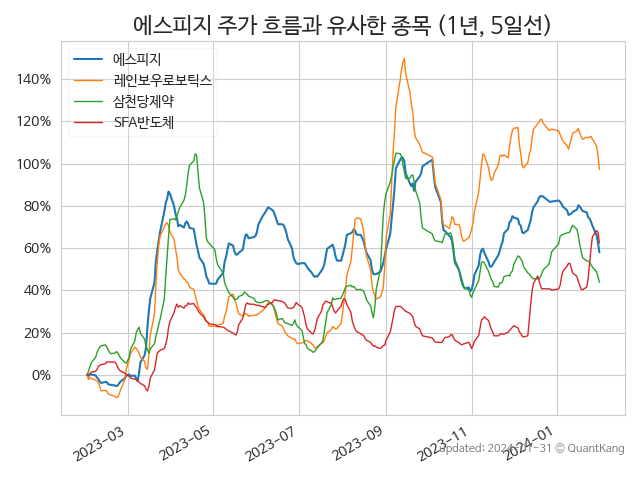 에스피지 주가 흐름과 유사한 종목 (1년, 5일선)
에스피지
레인보우로보틱스
삼천당제약
SFA반도체
140%
120%
100%
80%
60%
40%
20%
0%
2023-03
2023-05
2023-07
2023-09
2023-11
2024-01
updated: 2024-01-31 © QuantKang